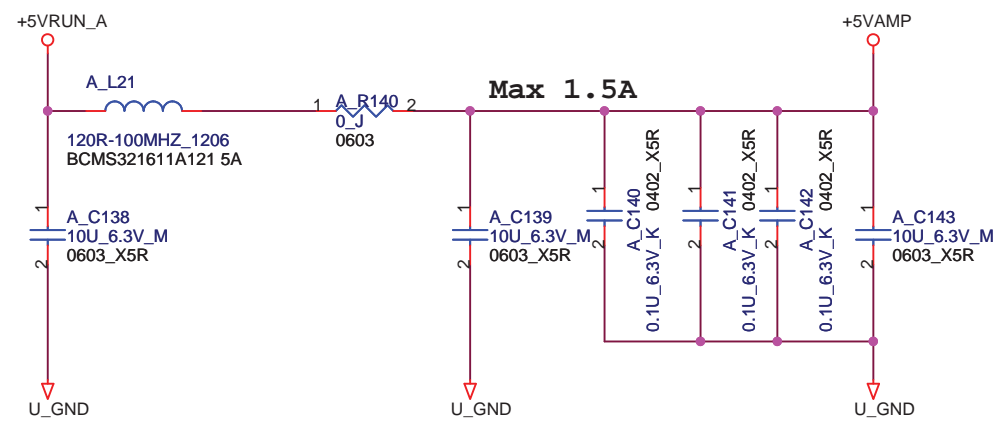 +5VRUN_A
+5VAMP
A_L21
Max 1.5A
1
A_R140
2
0_J
0603
120R-100MHZ_1206
BCMS321611A121 5A
1
A_C138
10U_6.3V_M
0603_X5R
2
1
A_C139
10U_6.3V_M
0603_X5R
2
1
2
A_C140
0.1U_6.3V_K
0402_X5R
1
2
A_C141
0.1U_6.3V_K
0402_X5R
1
2
A_C142
0.1U_6.3V_K
0402_X5R
1
A_C143
10U_6.3V_M
0603_X5R
2
U_GND
U_GND
U_GND